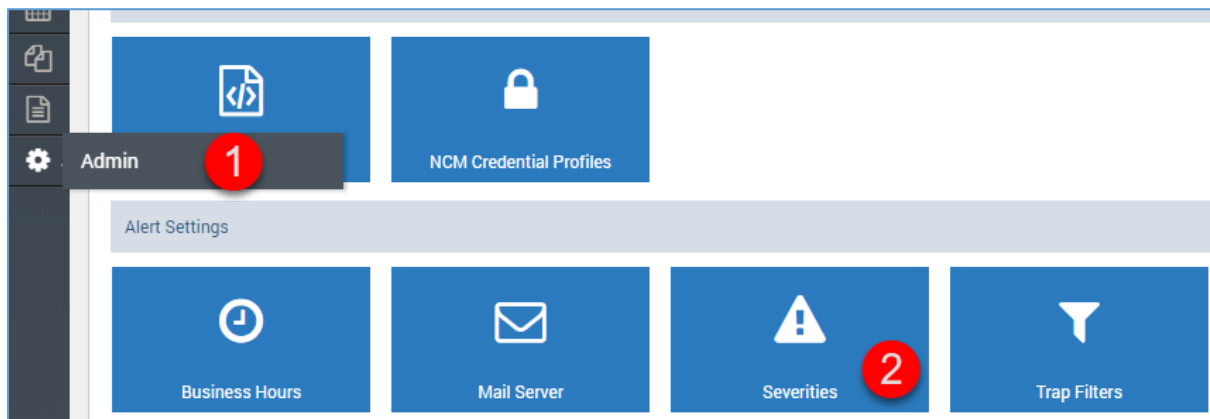 Admin
1
NCM Credential Profiles
Alert Settings
2
Business Hours
Mail Server
Severities
Trap Filters